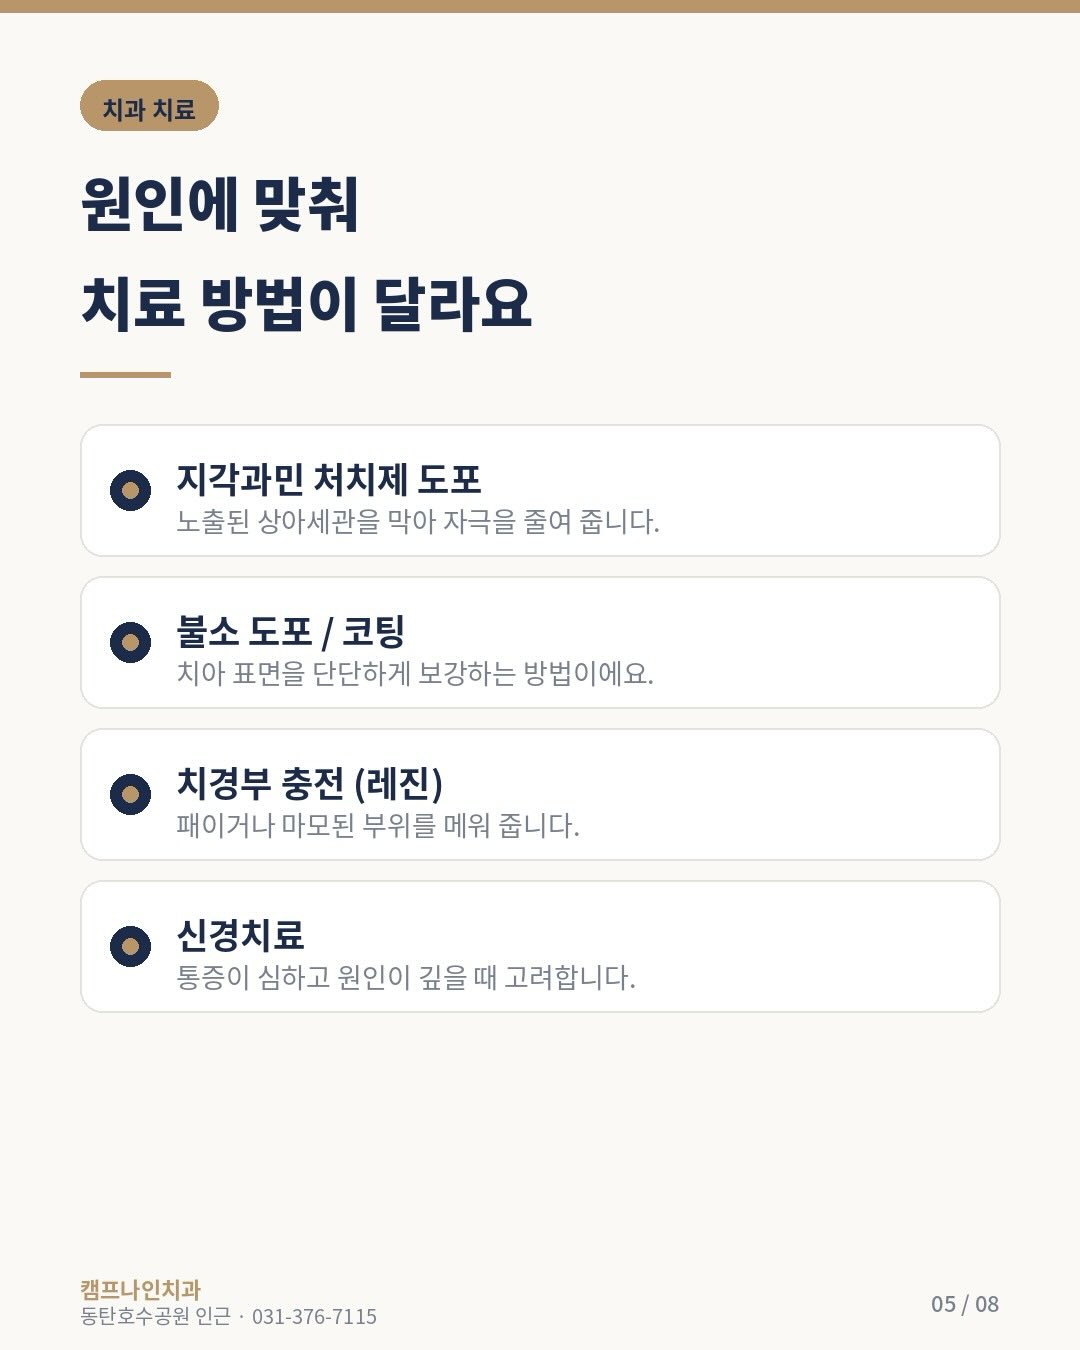 치과 치료
원인에 맞춰
치료 방법이 달라요
지각과민 처치제 도포
노출된 상아세관을 막아 자극을 줄여 줍니다.
불소 도포 / 코팅
치아 표면을 단단하게 보강하는 방법이에요.
치경부 충전 (레진)
패이거나 마모된 부위를 메워 줍니다.
신경치료
통증이 심하고 원인이 깊을 때 고려합니다.
캠프나인치과
동탄호수공원 인근 · 031-376-7115
05 / 08